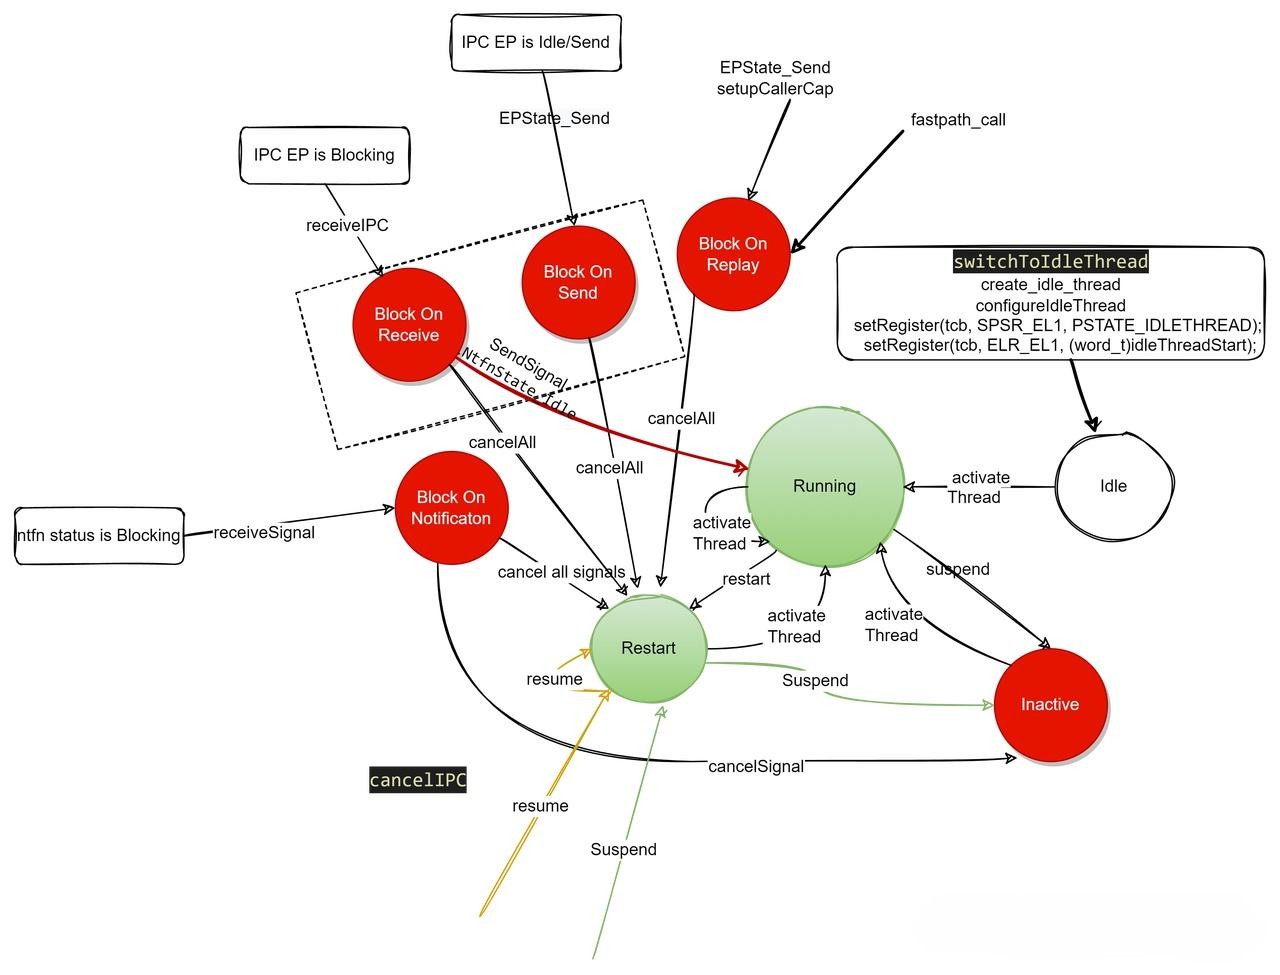 IPC EP is Idle/Send
EPState_Send
setupCallerCap
EPState_Send
fastpath_call
IPC EP is Blocking
receiveIPC
Block On
Replay
Block On
Send
Block On
Receive
switchToIdleThread
create_idle_thread
configureIdleThread
setRegister(tcb, SPSR_EL1, PSTATE_IDLETHREAD);
setRegister(tcb, ELR_EL1, (word_t)idleThreadStart);
SendSignal
NtfnState_Idle
cancelAll
cancelAll
cancelAll
Running
activate
Thread
Idle
Block On
Notificaton
ntfn status is Blocking
receiveSignal
activate
Thread
cancel all signals
restart
suspend
activate
Thread
activate
Thread
Restart
resume
Suspend
Inactive
cancelSignal
cancelIPC
resume
Suspend